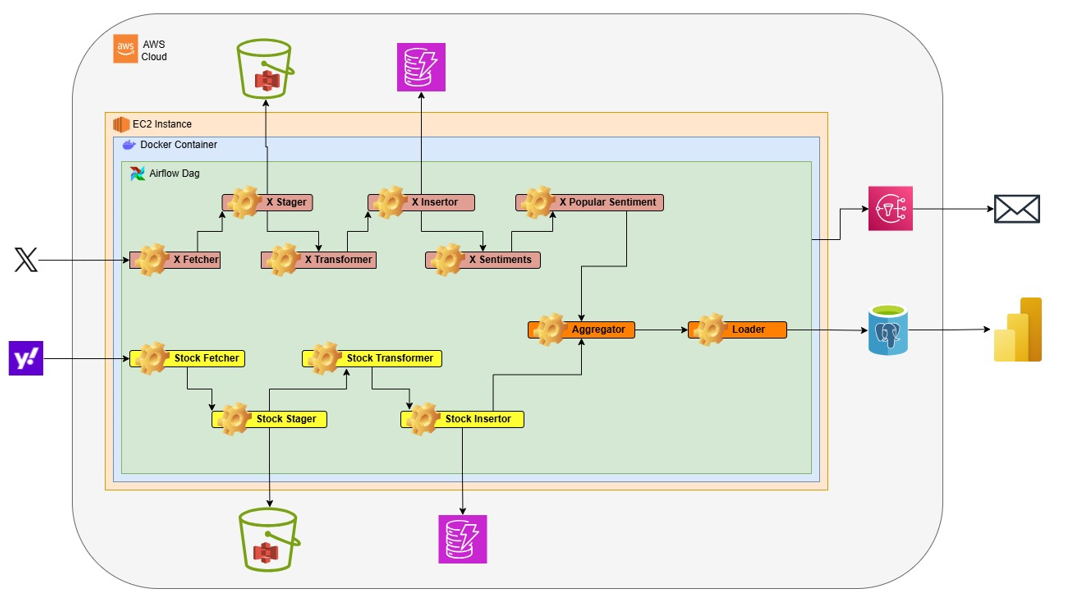 AWS
Cloud
aws
EC2 Instance
Docker Container
Airflow Dag
X Stager
X Insertor
X Popular Sentiment
X
X Fetcher
X Transformer
X Sentiments
Aggregator
Loader
y!
Stock Fetcher
Stock Transformer
Stock Stager
Stock Insertor